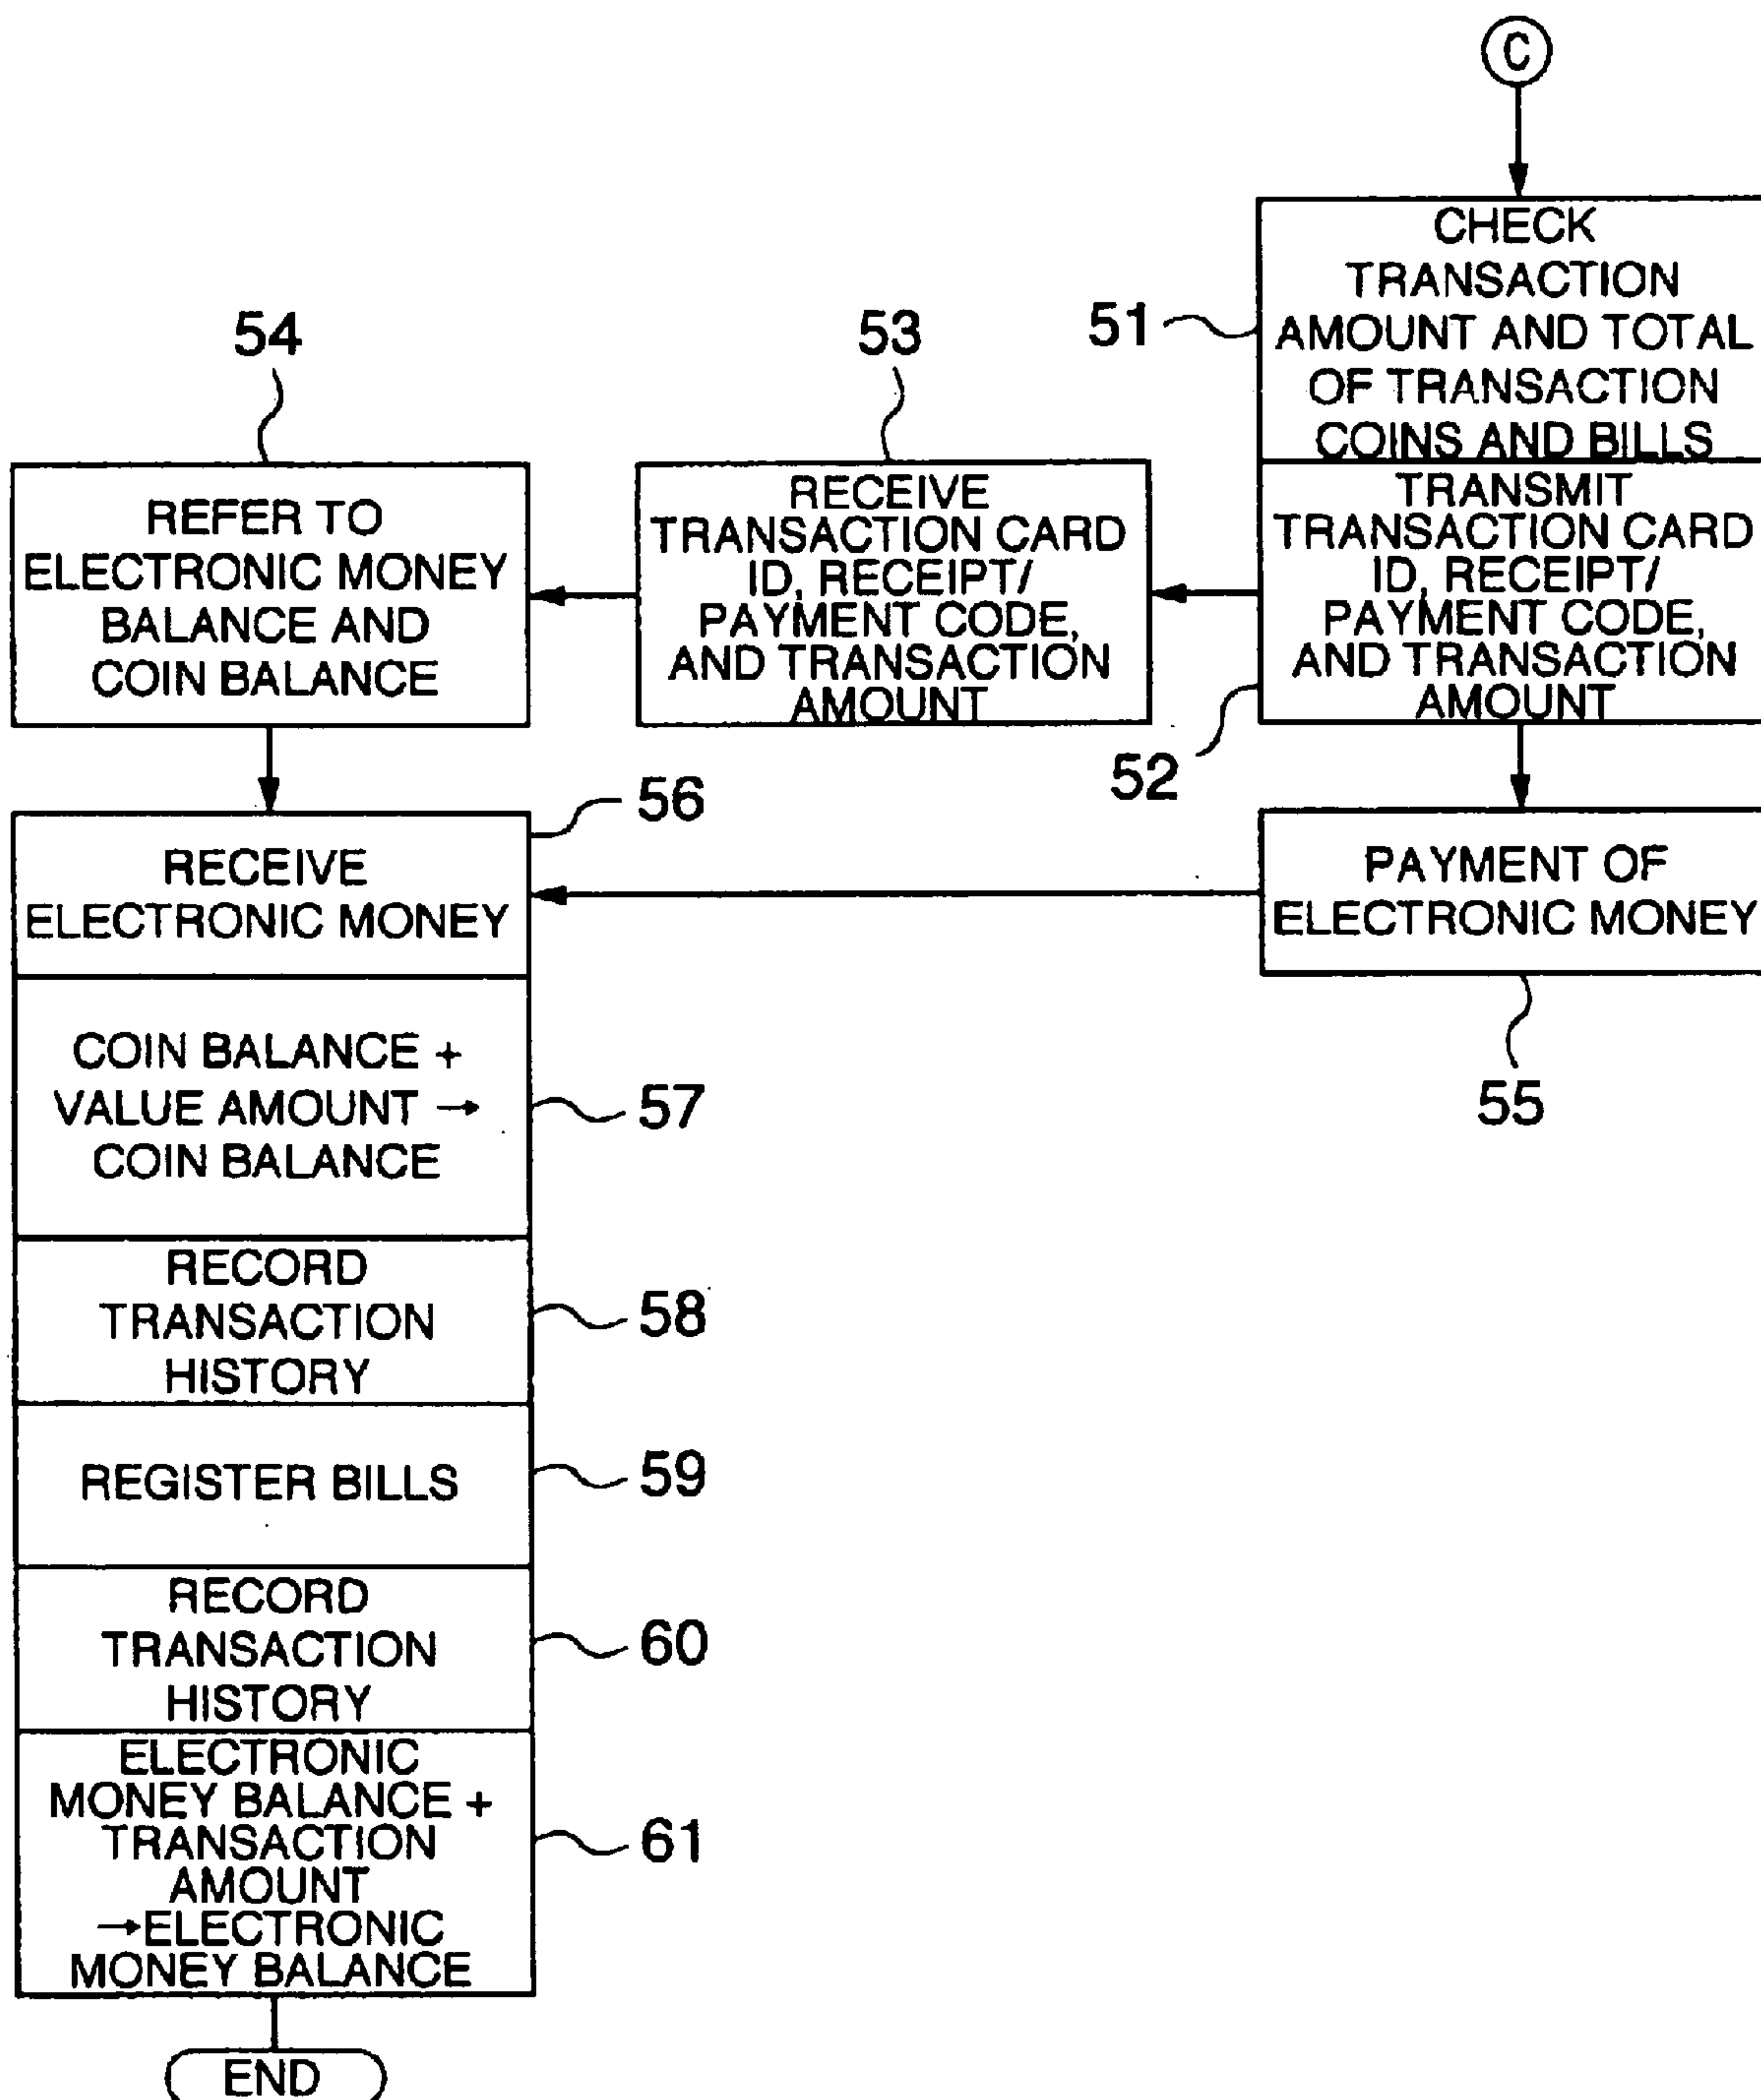 C
CHECK
TRANSACTION
AMOUNT AND TOTAL
OF TRANSACTION
COINS AND BILLS
51
TRANSMIT
TRANSACTION CARD
ID, RECEIPT/
PAYMENT CODE,
AND TRANSACTION
AMOUNT
52
53
RECEIVE
TRANSACTION CARD
ID, RECEIPT/
PAYMENT CODE,
AND TRANSACTION
AMOUNT
54
REFER TO
ELECTRONIC MONEY
BALANCE AND
COIN BALANCE
PAYMENT OF
ELECTRONIC MONEY
55
RECEIVE
ELECTRONIC MONEY
56
COIN BALANCE +
VALUE AMOUNT →
COIN BALANCE
57
RECORD
TRANSACTION
HISTORY
58
REGISTER BILLS
59
RECORD
TRANSACTION
HISTORY
60
ELECTRONIC
MONEY BALANCE +
TRANSACTION
AMOUNT
→ELECTRONIC
MONEY BALANCE
61
END